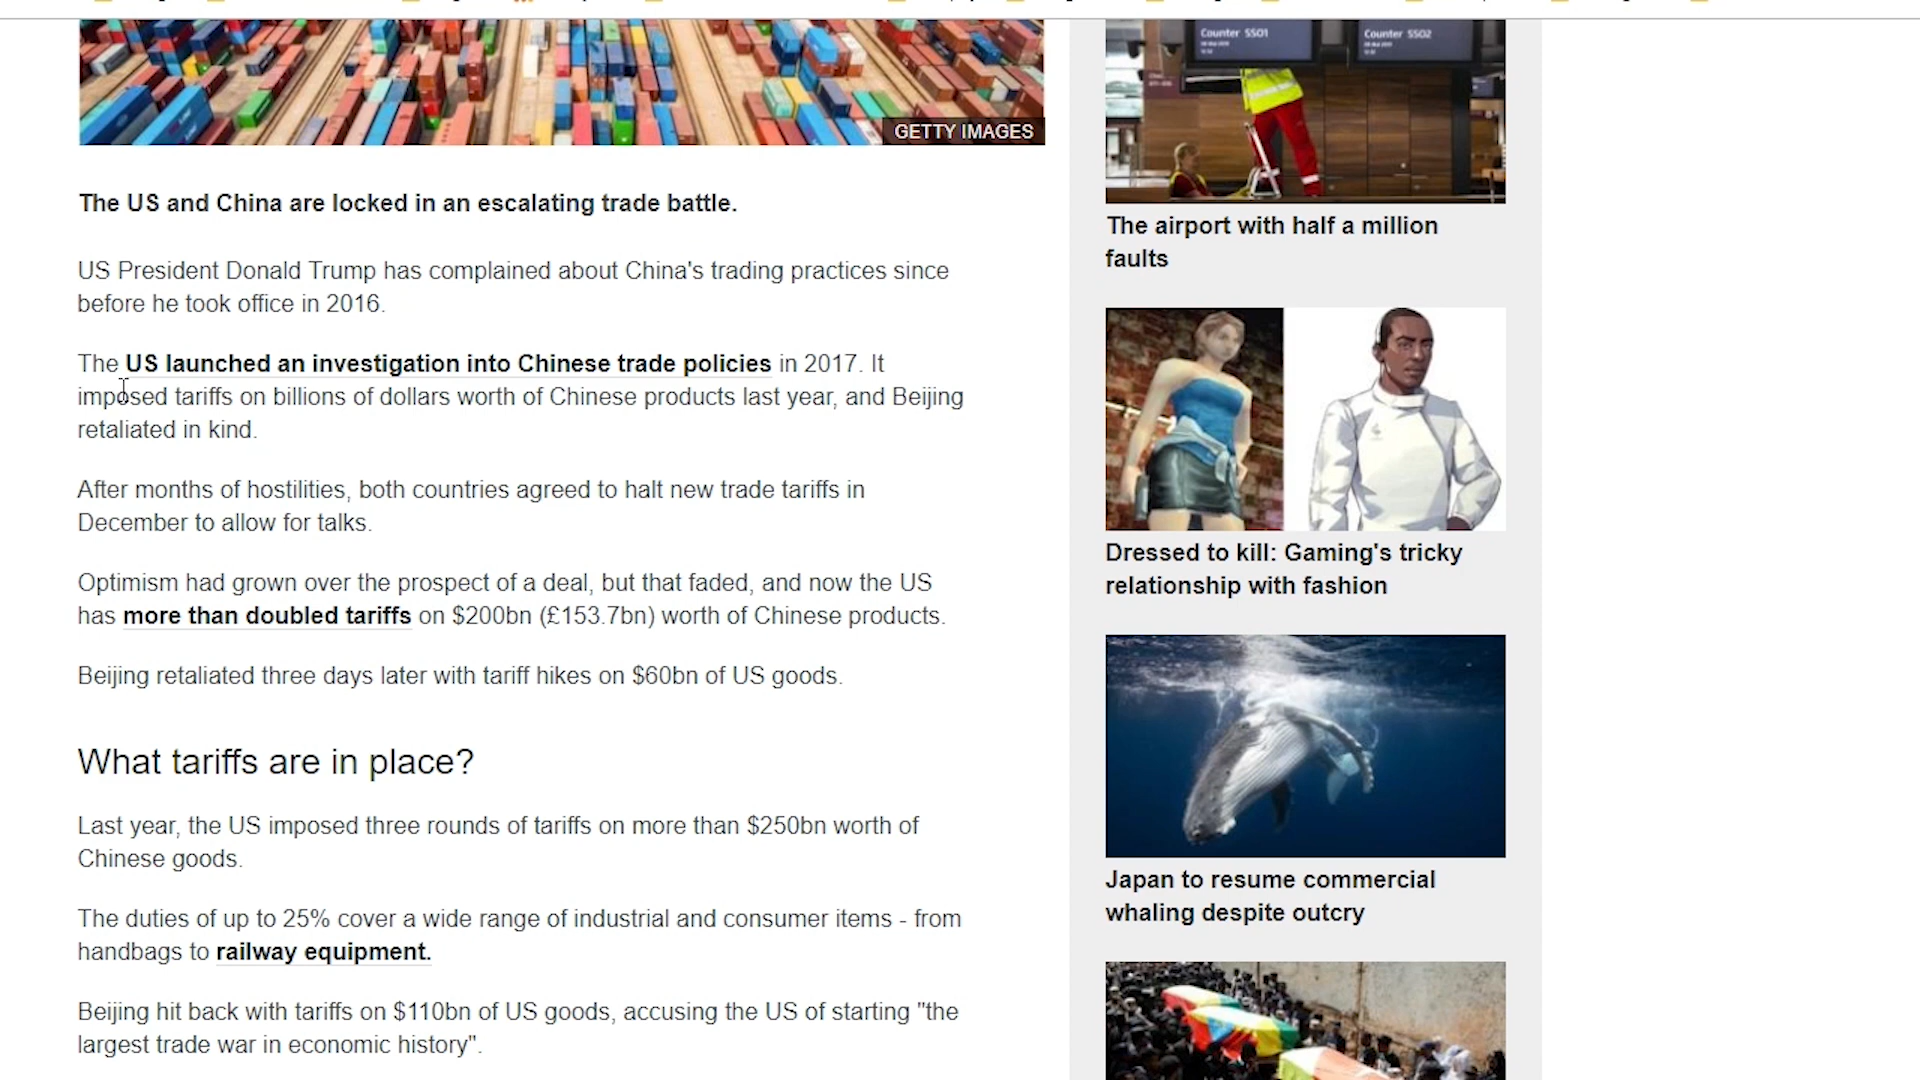 Counter SS01
Counter SS02
GETTY IMAGES
The US and China are locked in an escalating trade battle.
US President Donald Trump has complained about China's trading practices since
before he took office in 2016.
The US launched an investigation into Chinese trade policies in 2017. It
imposed tariffs on billions of dollars worth of Chinese products last year, and Beijing
retaliated in kind.
After months of hostilities, both countries agreed to halt new trade tariffs in
December to allow for talks.
Optimism had grown over the prospect of a deal, but that faded, and now the US
has more than doubled tariffs on $200bn (£153.7bn) worth of Chinese products.
Beijing retaliated three days later with tariff hikes on $60bn of US goods.
What tariffs are in place?
Last year, the US imposed three rounds of tariffs on more than $250bn worth of
Chinese goods.
The duties of up to 25% cover a wide range of industrial and consumer items - from
handbags to railway equipment.
Beijing hit back with tariffs on $110bn of US goods, accusing the US of starting "the
largest trade war in economic history".
The airport with half a million
faults
Dressed to kill: Gaming's tricky
relationship with fashion
Japan to resume commercial
whaling despite outcry